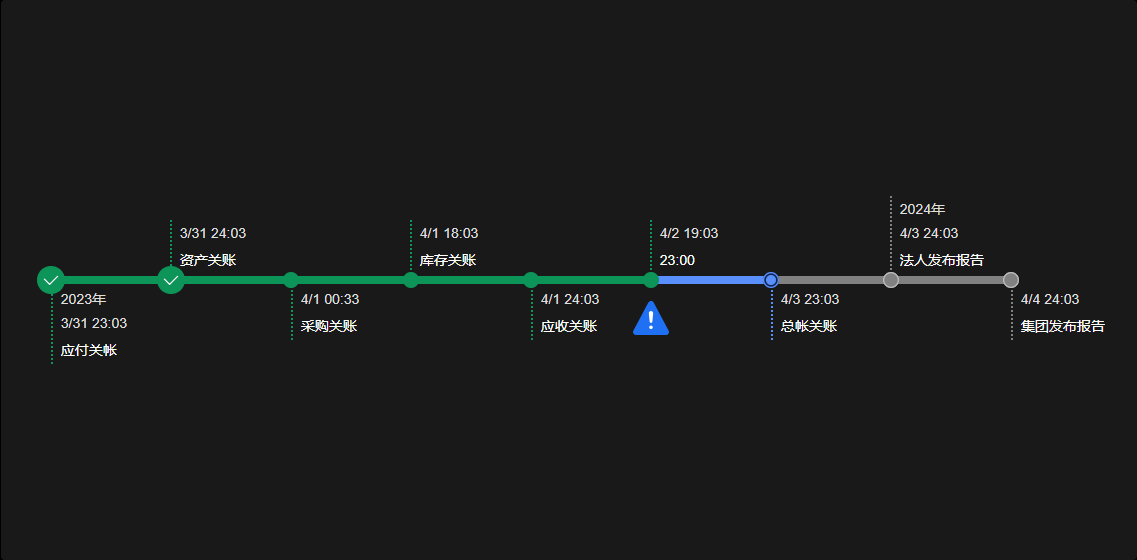 2023年
3/31 23:03
应付关帐
3/31 24:03
资产关账
4/1 00:33
采购关账
4/1 18:03
库存关账
4/1 24:03
应收关账
4/2 19:03
23:00
4/3 23:03
总帐关账
2024年
4/3 24:03
法人发布报告
4/4 24:03
集团发布报告